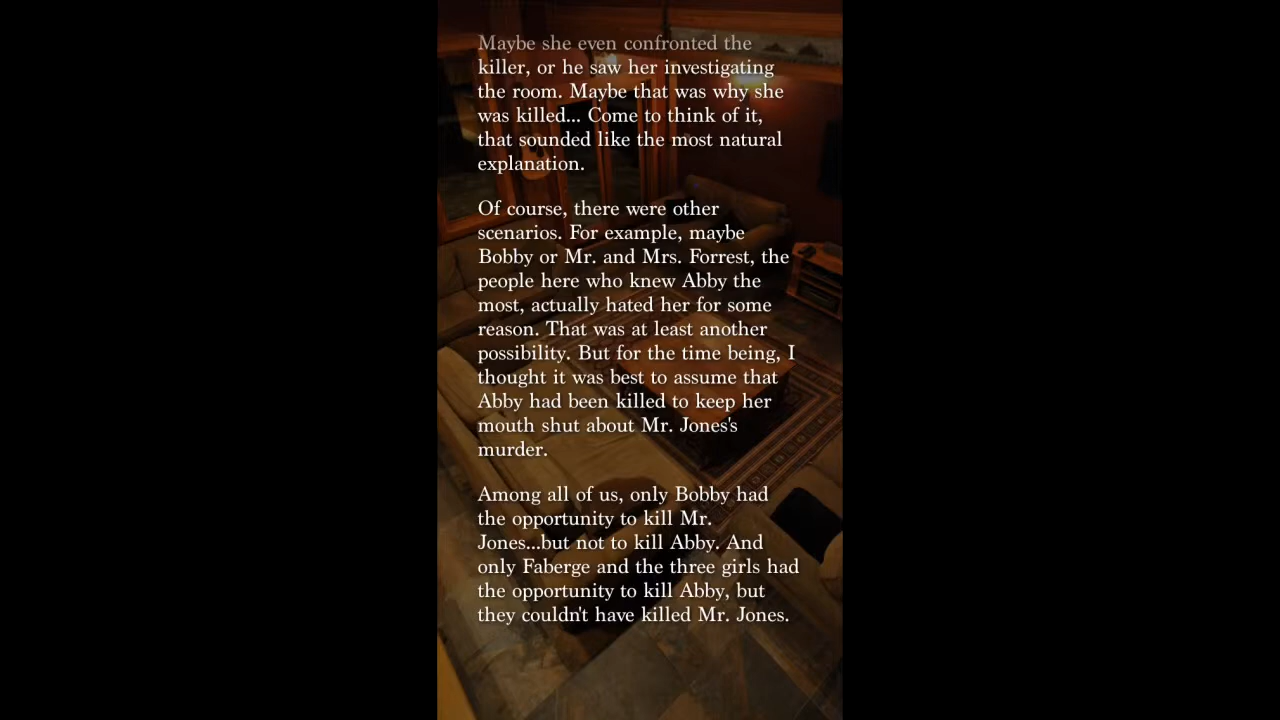 Maybe she even confronted the
killer, or he saw her investigating
the room. Maybe that was why she
was killed... Come to think of it,
that sounded like the most natural
explanation.
Of course, there were other
scenarios. For example, maybe
Bobby or Mr. and Mrs. Forrest, the
people here who knew Abby the
most, actually hated her for some
reason. That was at least another
possibility. But for the time being, I
thought it was best to assume that
Abby had been killed to keep her
mouth shut about Mr. Jones's
murder.
Among all of us, only Bobby had
the opportunity to kill Mr.
Jones...but not to kill Abby. And
only Faberge and the three girls had
the opportunity to kill Abby, but
they couldn't have killed Mr. Jones.